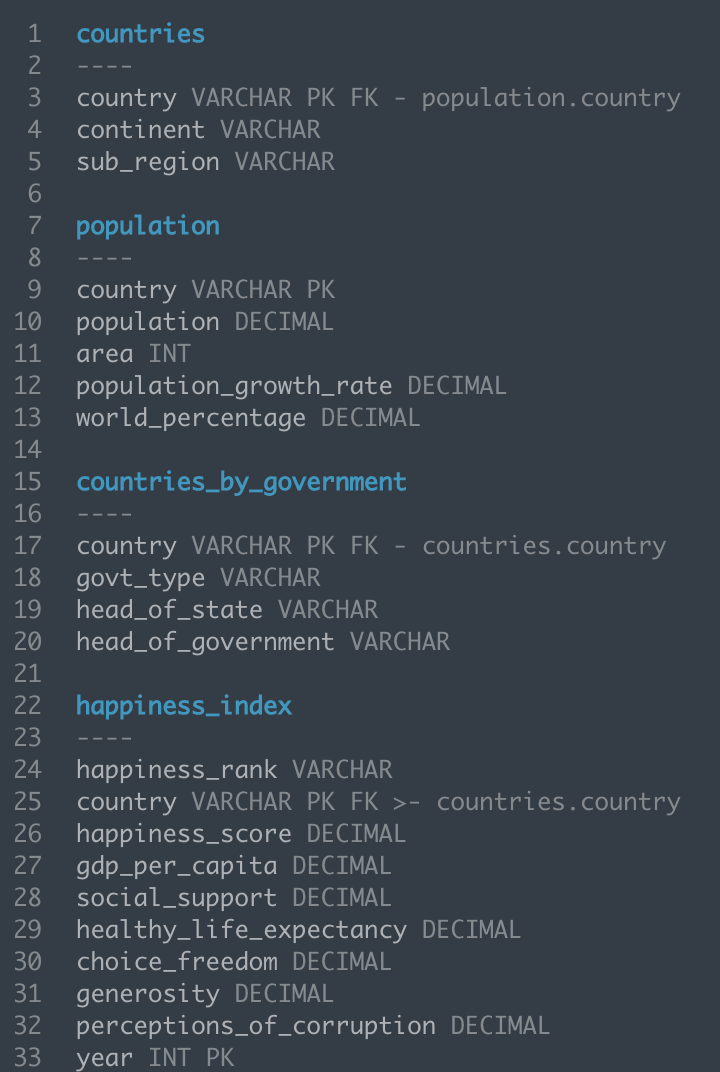 1 countries
2 ----
3 country VARCHAR PK FK - population.country
4 continent VARCHAR
5 sub_region VARCHAR
6
7 population
8 ----
9 country VARCHAR PK
10 population DECIMAL
11 area INT
12 population_growth_rate DECIMAL
13 world_percentage DECIMAL
14
15 countries_by_government
16 ----
17 country VARCHAR PK FK - countries.country
18 govt_type VARCHAR
19 head_of_state VARCHAR
20 head_of_government VARCHAR
21
22 happiness_index
23 ----
24 happiness_rank VARCHAR
25 country VARCHAR PK FK >- countries.country
26 happiness_score DECIMAL
27 gdp_per_capita DECIMAL
28 social_support DECIMAL
29 healthy_life_expectancy DECIMAL
30 choice_freedom DECIMAL
31 generosity DECIMAL
32 perceptions_of_corruption DECIMAL
33 year INT PK